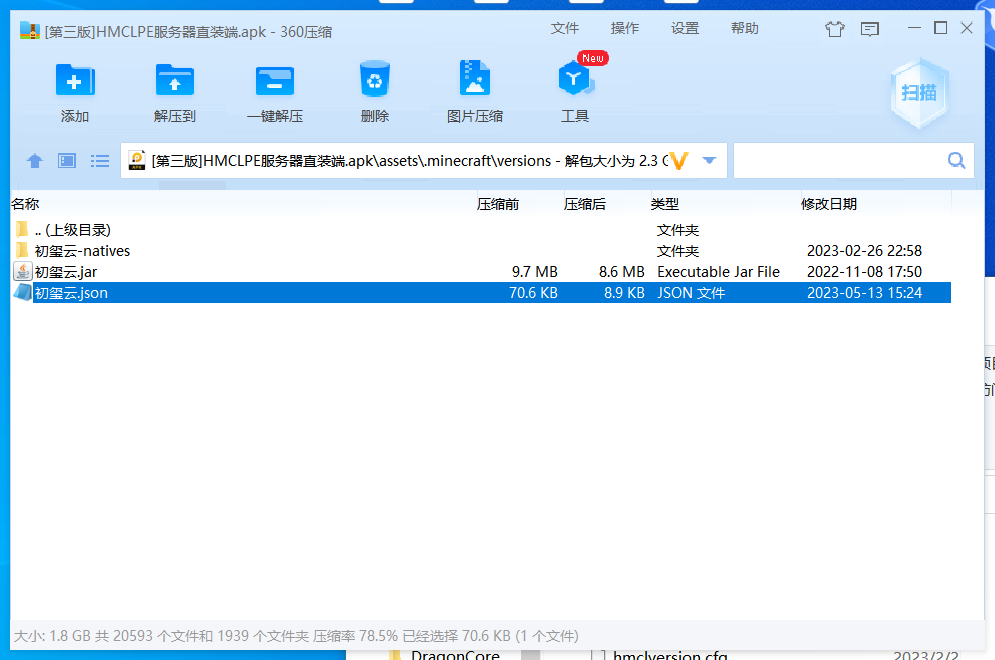 [第三版]HMCLPE服务器直装端.apk - 360压缩
文件 操作 设置 帮助
添加 解压到 一键解压 删除 图片压缩 工具 New 扫描
[第三版]HMCLPE服务器直装端.apk\assets\.minecraft\versions - 解包大小为 2.3 G
名称 压缩前 压缩后 类型 修改日期
.. (上级目录) 文件夹
初玺云-natives 文件夹 2023-02-26 22:58
初玺云.jar 9.7 MB 8.6 MB Executable Jar File 2022-11-08 17:50
初玺云.json 70.6 KB 8.9 KB JSON 文件 2023-05-13 15:24
大小: 1.8 GB 共 20593 个文件和 1939 个文件夹 压缩率 78.5% 已经选择 70.6 KB (1 个文件)
DragonCore hmclversion.cfg 2023/2/2